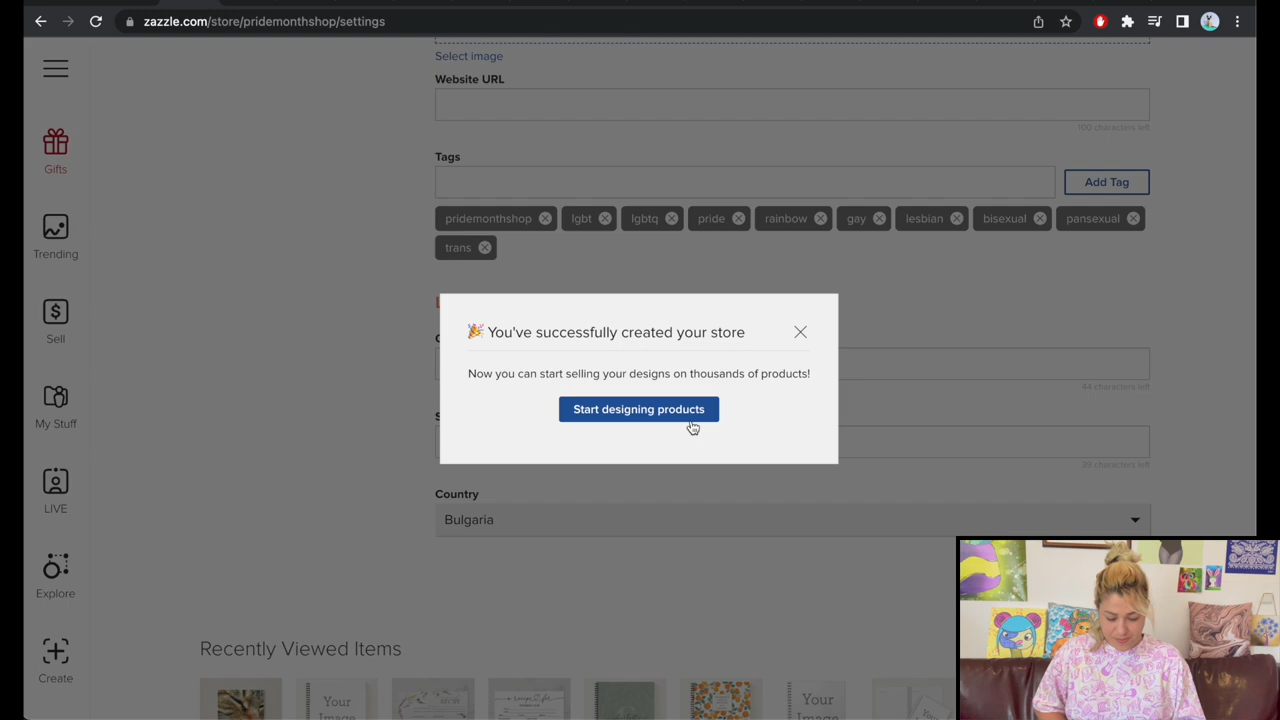 zazzle.com/store/pridemonthshop/settings
Select image
Website URL
100 characters left
Tags
Add Tag
pridemonthshop lgbt lgbtq pride rainbow gay lesbian bisexual pansexual
trans
🎉 You've successfully created your store
Now you can start selling your designs on thousands of products!
Start designing products
44 characters left
39 characters left
Country
Bulgaria
Recently Viewed Items
Your
Image
Your
Image
Gifts
Trending
Sell
My Stuff
LIVE
Explore
Create